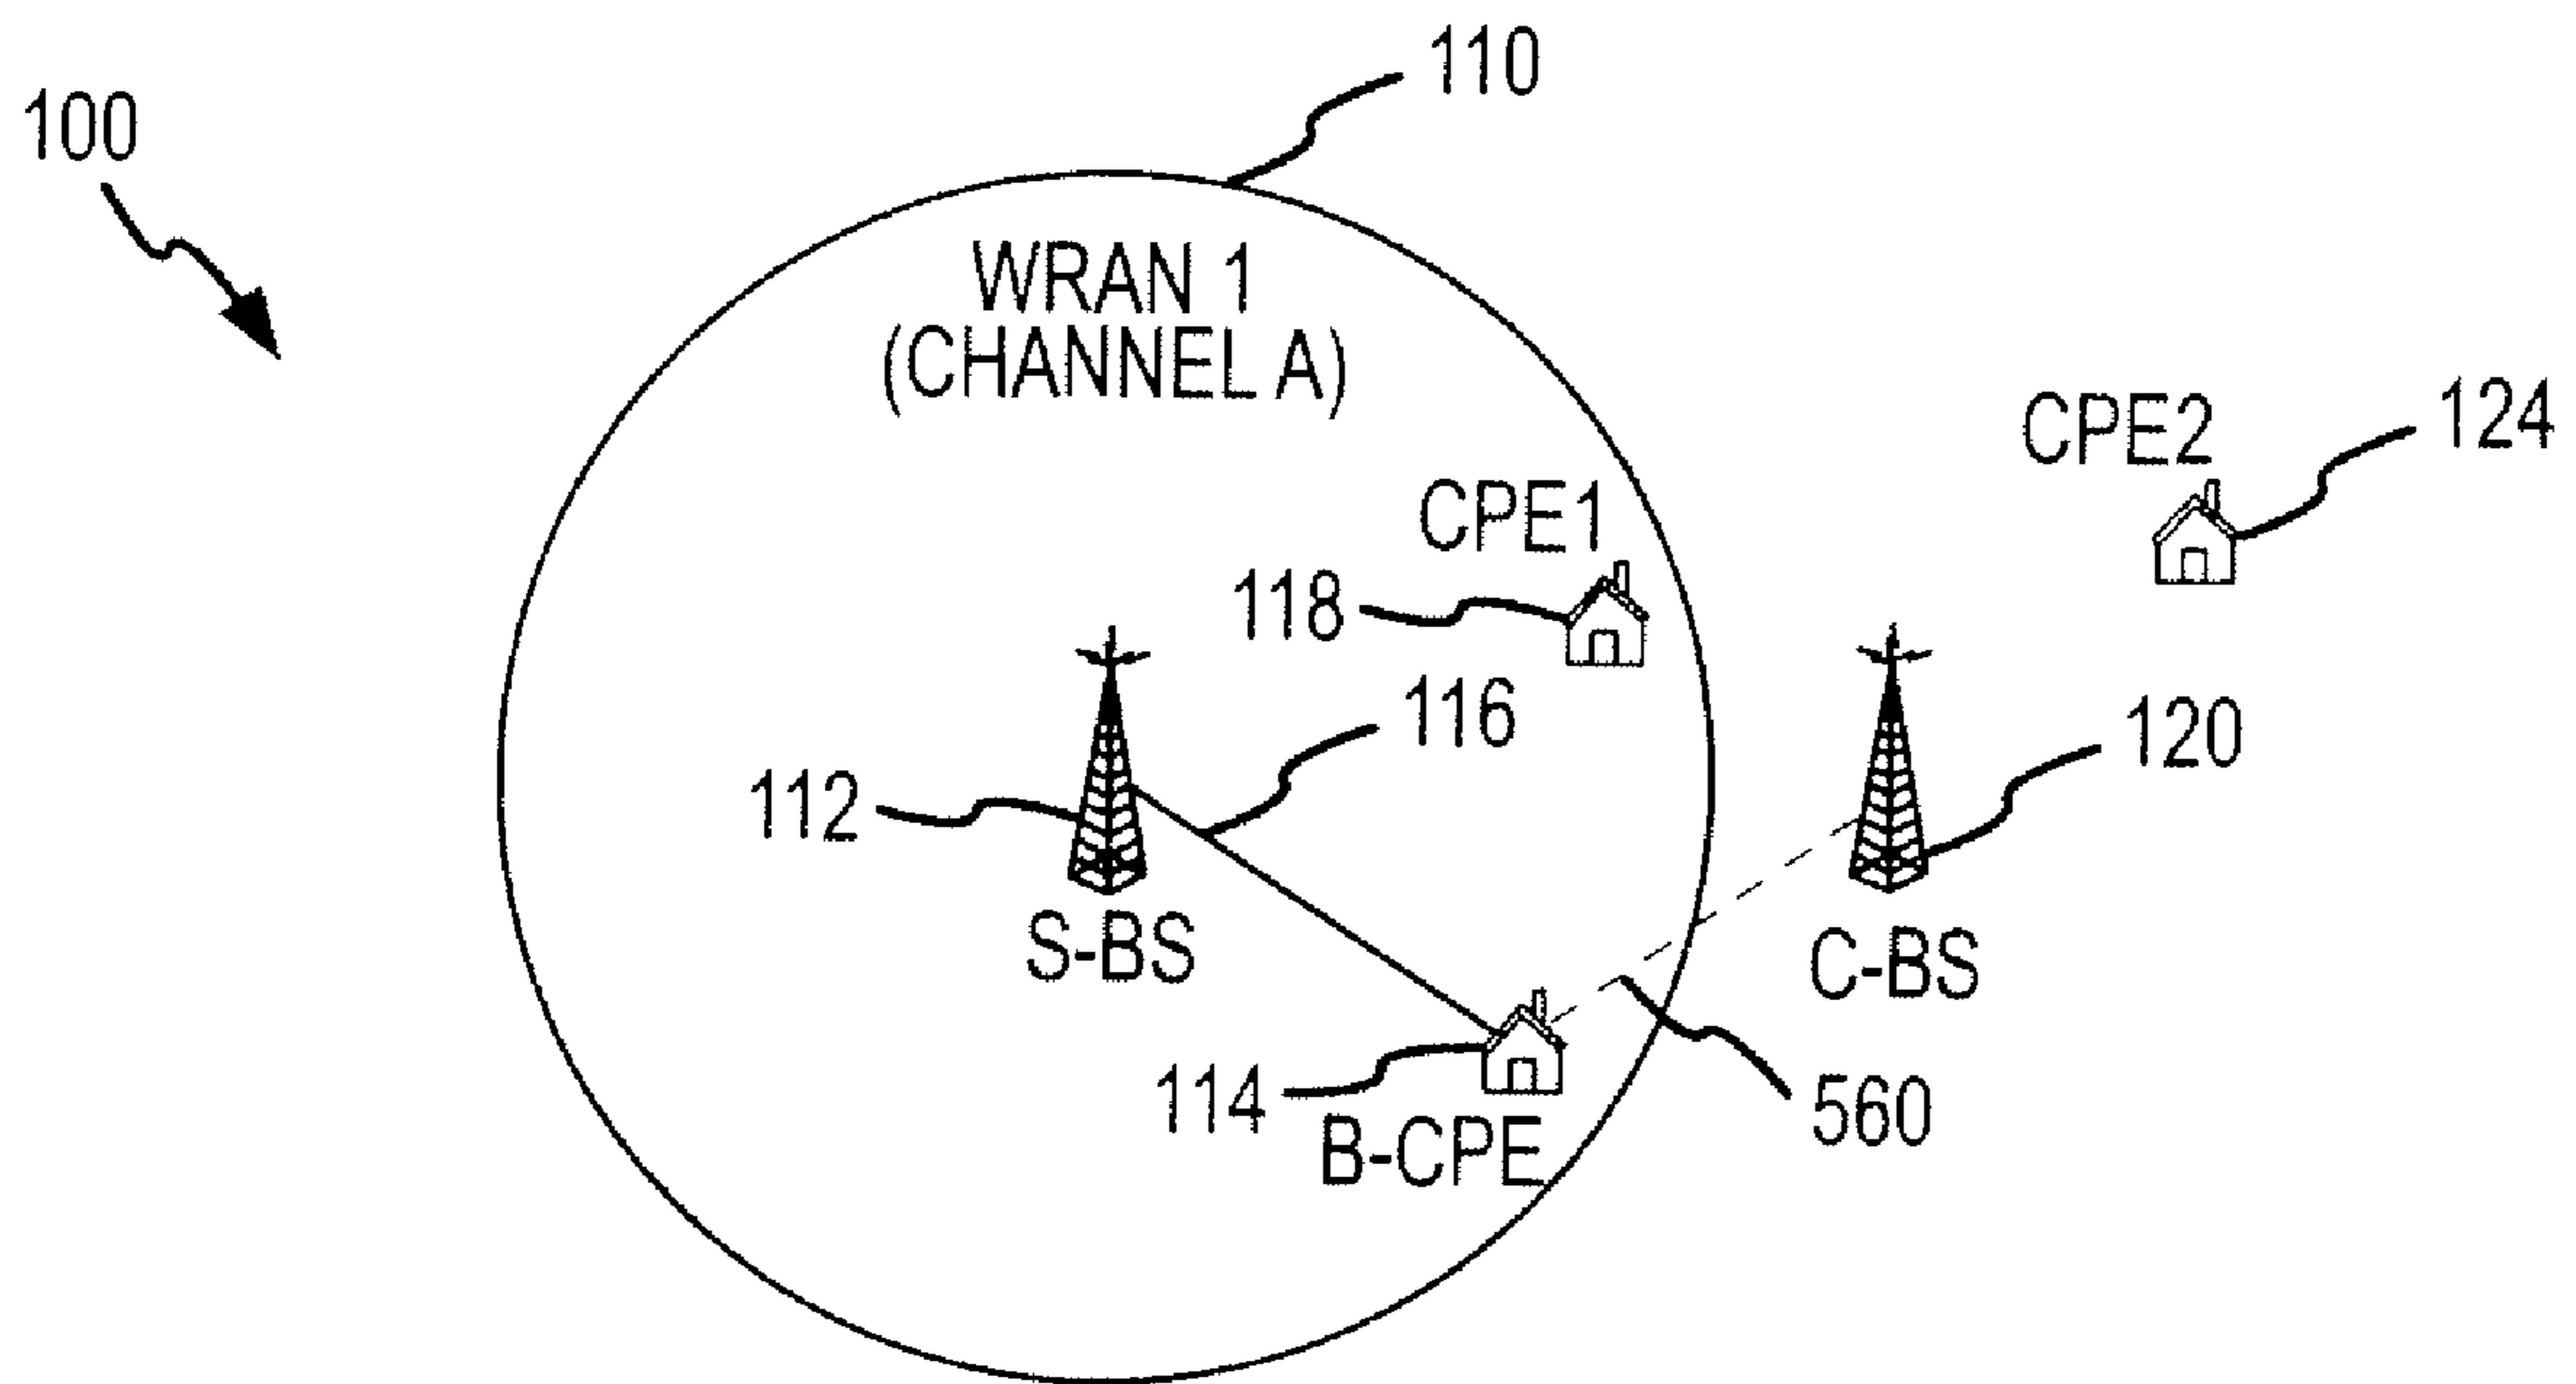 110
100
WRAN 1
(CHANNEL A)
CPE2
124
CPE1
118
116
120
112
S-BS
C-BS
114
560
B-CPE